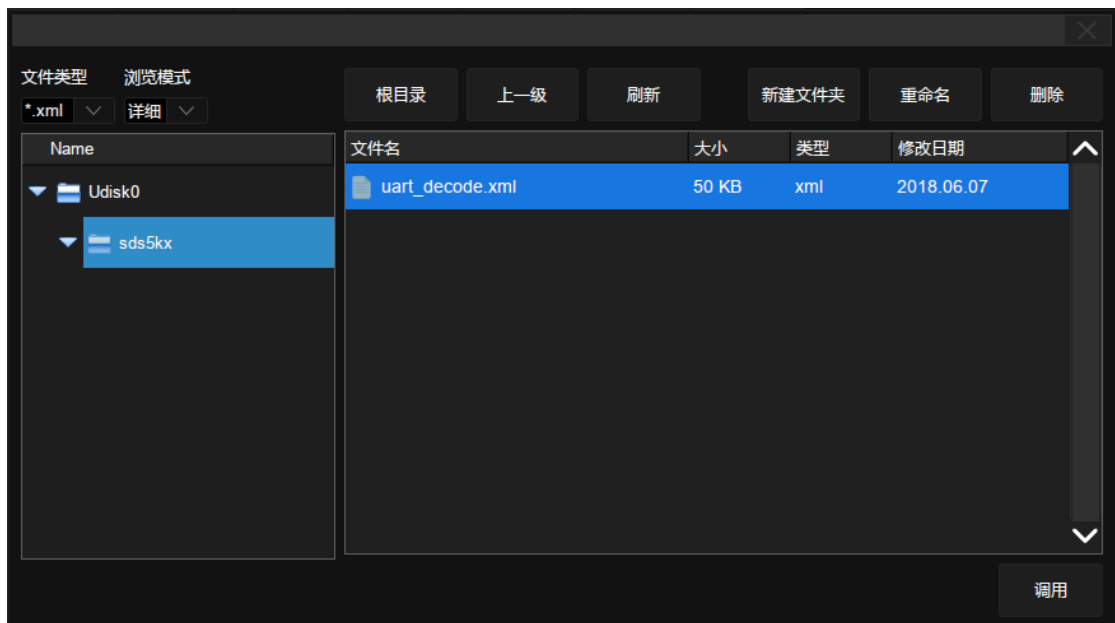 文件类型 浏览模式
*.xml 详细
根目录 上一级 刷新 新建文件夹 重命名 删除
Name
Udisk0
sds5kx
文件名 大小 类型 修改日期
uart_decode.xml 50 KB xml 2018.06.07
调用